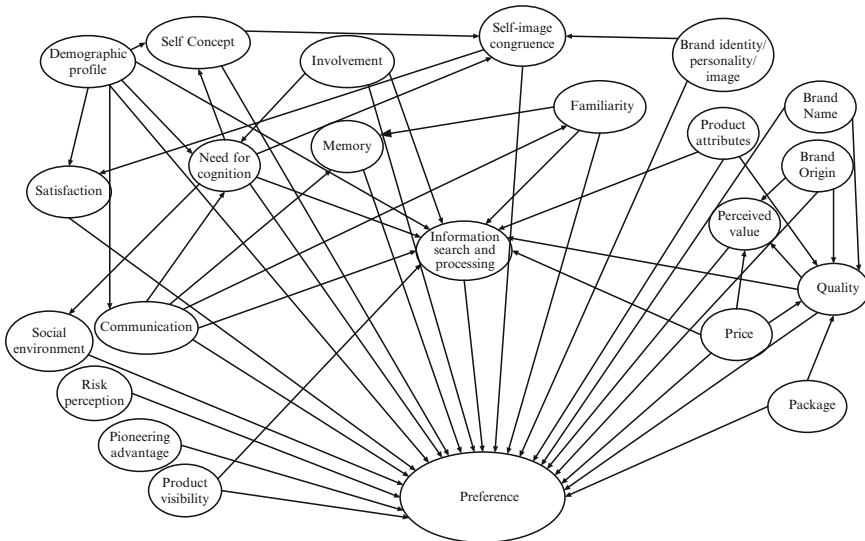 Demographic
profile
Self Concept
Self-image
congruence
Brand identity/
personality/
image
Involvement
Familiarity
Brand
Name
Memory
Product
attributes
Need for
cognition
Brand
Origin
Satisfaction
Perceived
value
Information
search and
processing
Quality
Social
environment
Communication
Price
Risk
perception
Package
Pioneering
advantage
Product
visibility
Preference